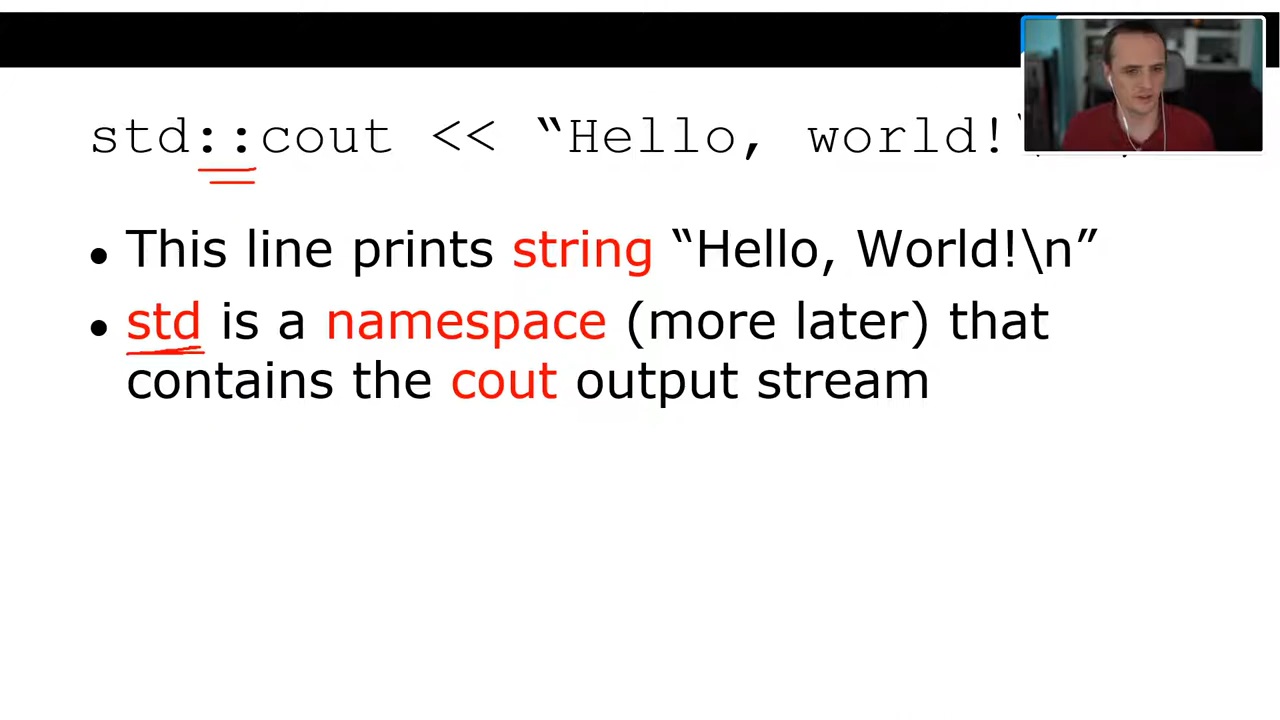 std::cout << “Hello, world!
• This line prints string “Hello, World!\n”
• std is a namespace (more later) that
contains the cout output stream